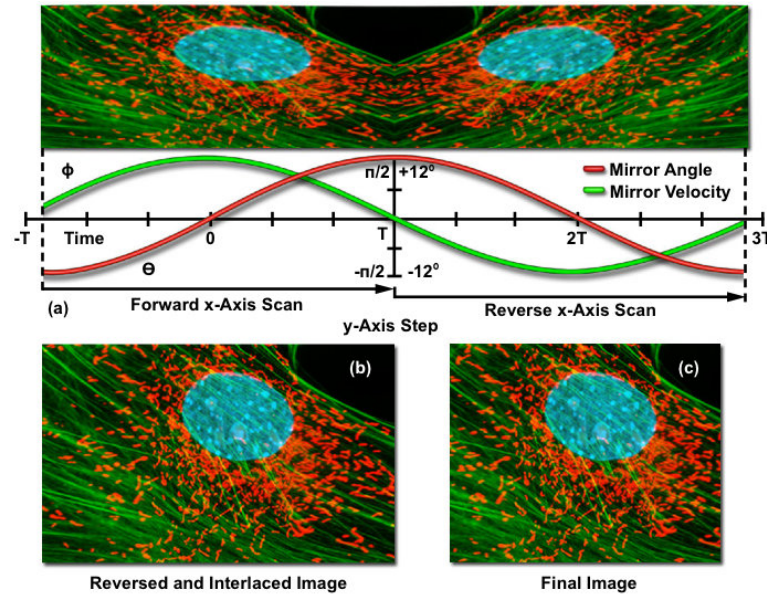 ϕ
π/2 +12°
Mirror Angle
Mirror Velocity
-T Time 0 T 2T 3T
Θ
-π/2 -12°
(a) Forward x-Axis Scan Reverse x-Axis Scan
y-Axis Step
(b) (c)
Reversed and Interlaced Image Final Image